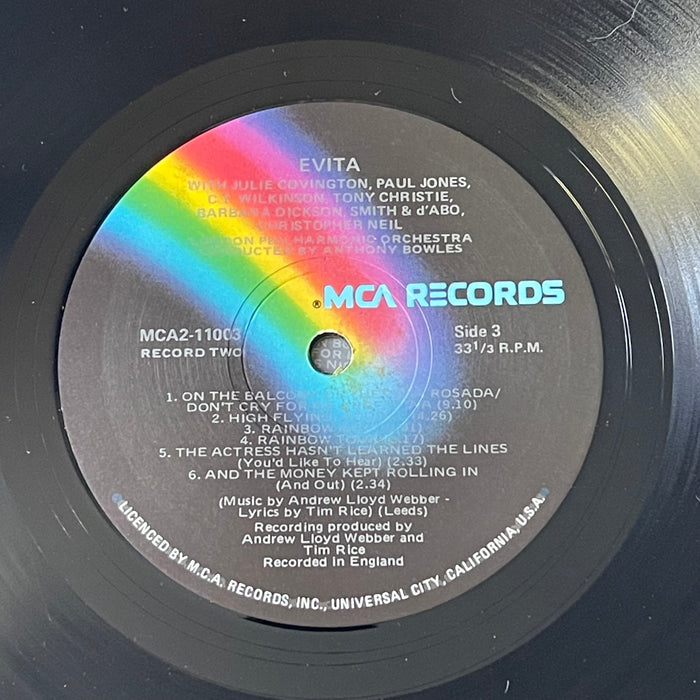 EVITA
WITH JULIE COVINGTON, PAUL JONES,
C.T. WILKINSON, TONY CHRISTIE,
BARBARA DICKSON, SMITH & d'ABO,
CHRISTOPHER NEIL
LONDON PHILHARMONIC ORCHESTRA
CONDUCTED BY ANTHONY BOWLES
®MCA RECORDS
MCA2-11003
RECORD TWO
Side 3
33 1/3 R.P.M.
1. ON THE BALCONY ROSADA/
DON'T CRY FOR (9.10)
2. HIGH FLYING
3. RAINBOW
4. RAINBOW
5. THE ACTRESS HASN'T LEARNED THE LINES
(You'd Like To Hear) (2.33)
6. AND THE MONEY KEPT ROLLING IN
(And Out) (2.34)
(Music by Andrew Lloyd Webber -
Lyrics by Tim Rice) (Leeds)
Recording produced by
Andrew Lloyd Webber and
Tim Rice
Recorded in England
LICENCED BY M.C.A. RECORDS, INC., UNIVERSAL CITY, CALIFORNIA, U.S.A.